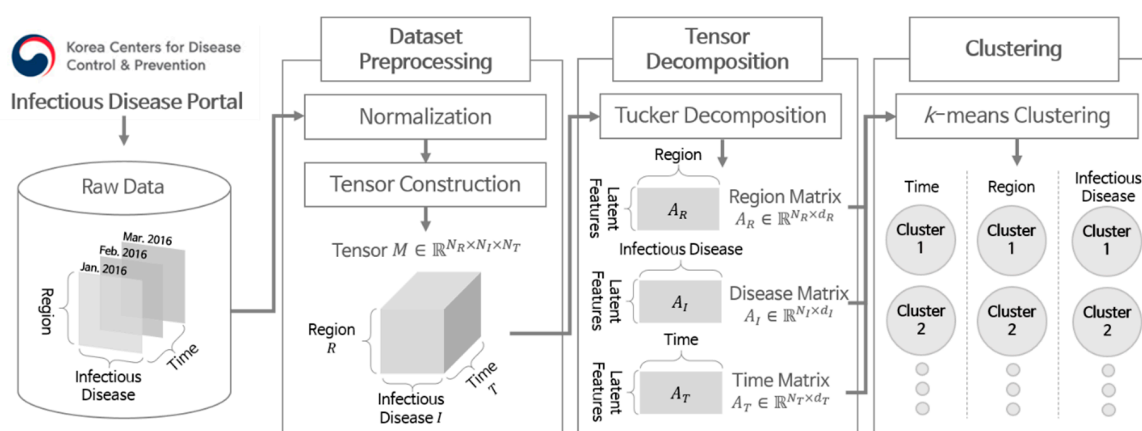 Korea Centers for Disease
Control & Prevention
Infectious Disease Portal
Raw Data
Mar. 2016
Feb. 2016
Jan. 2016
Region
Time
Infectious
Disease
Dataset
Preprocessing
Normalization
Tensor Construction
Tensor M ∈ ℝ^{N_R×N_I×N_T}
Region
R
Time
T
Infectious
Disease I
Tensor
Decomposition
Tucker Decomposition
Region
Latent
Features
A_R
Region Matrix
A_R ∈ ℝ^{N_R×d_R}
Infectious Disease
Latent
Features
A_I
Disease Matrix
A_I ∈ ℝ^{N_I×d_I}
Time
Latent
Features
A_T
Time Matrix
A_T ∈ ℝ^{N_T×d_T}
Clustering
k-means Clustering
Time
Region
Infectious
Disease
Cluster
1
Cluster
1
Cluster
1
Cluster
2
Cluster
2
Cluster
2